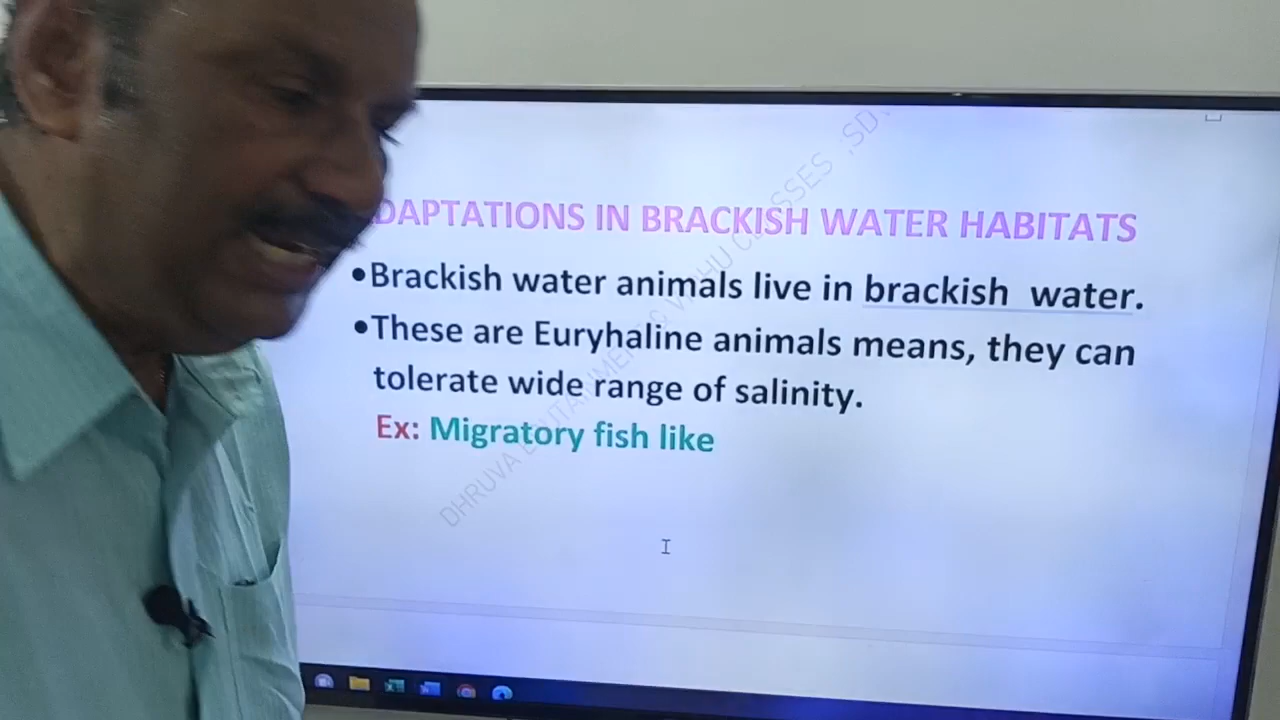 DAPTATIONS IN BRACKISH WATER HABITATS
•Brackish water animals live in brackish water.
•These are Euryhaline animals means, they can
tolerate wide range of salinity.
Ex: Migratory fish like
DHRUVA